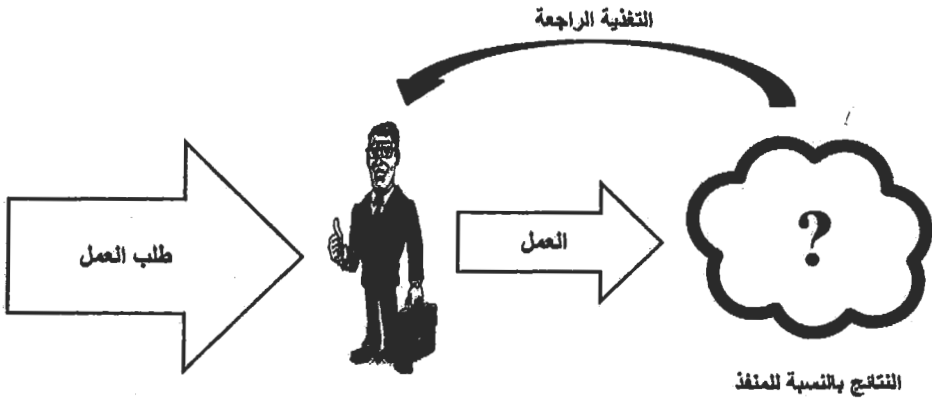 التغذية الراجعة
طلب العمل
العمل
?
النتائج بالنسبة للمنفذ